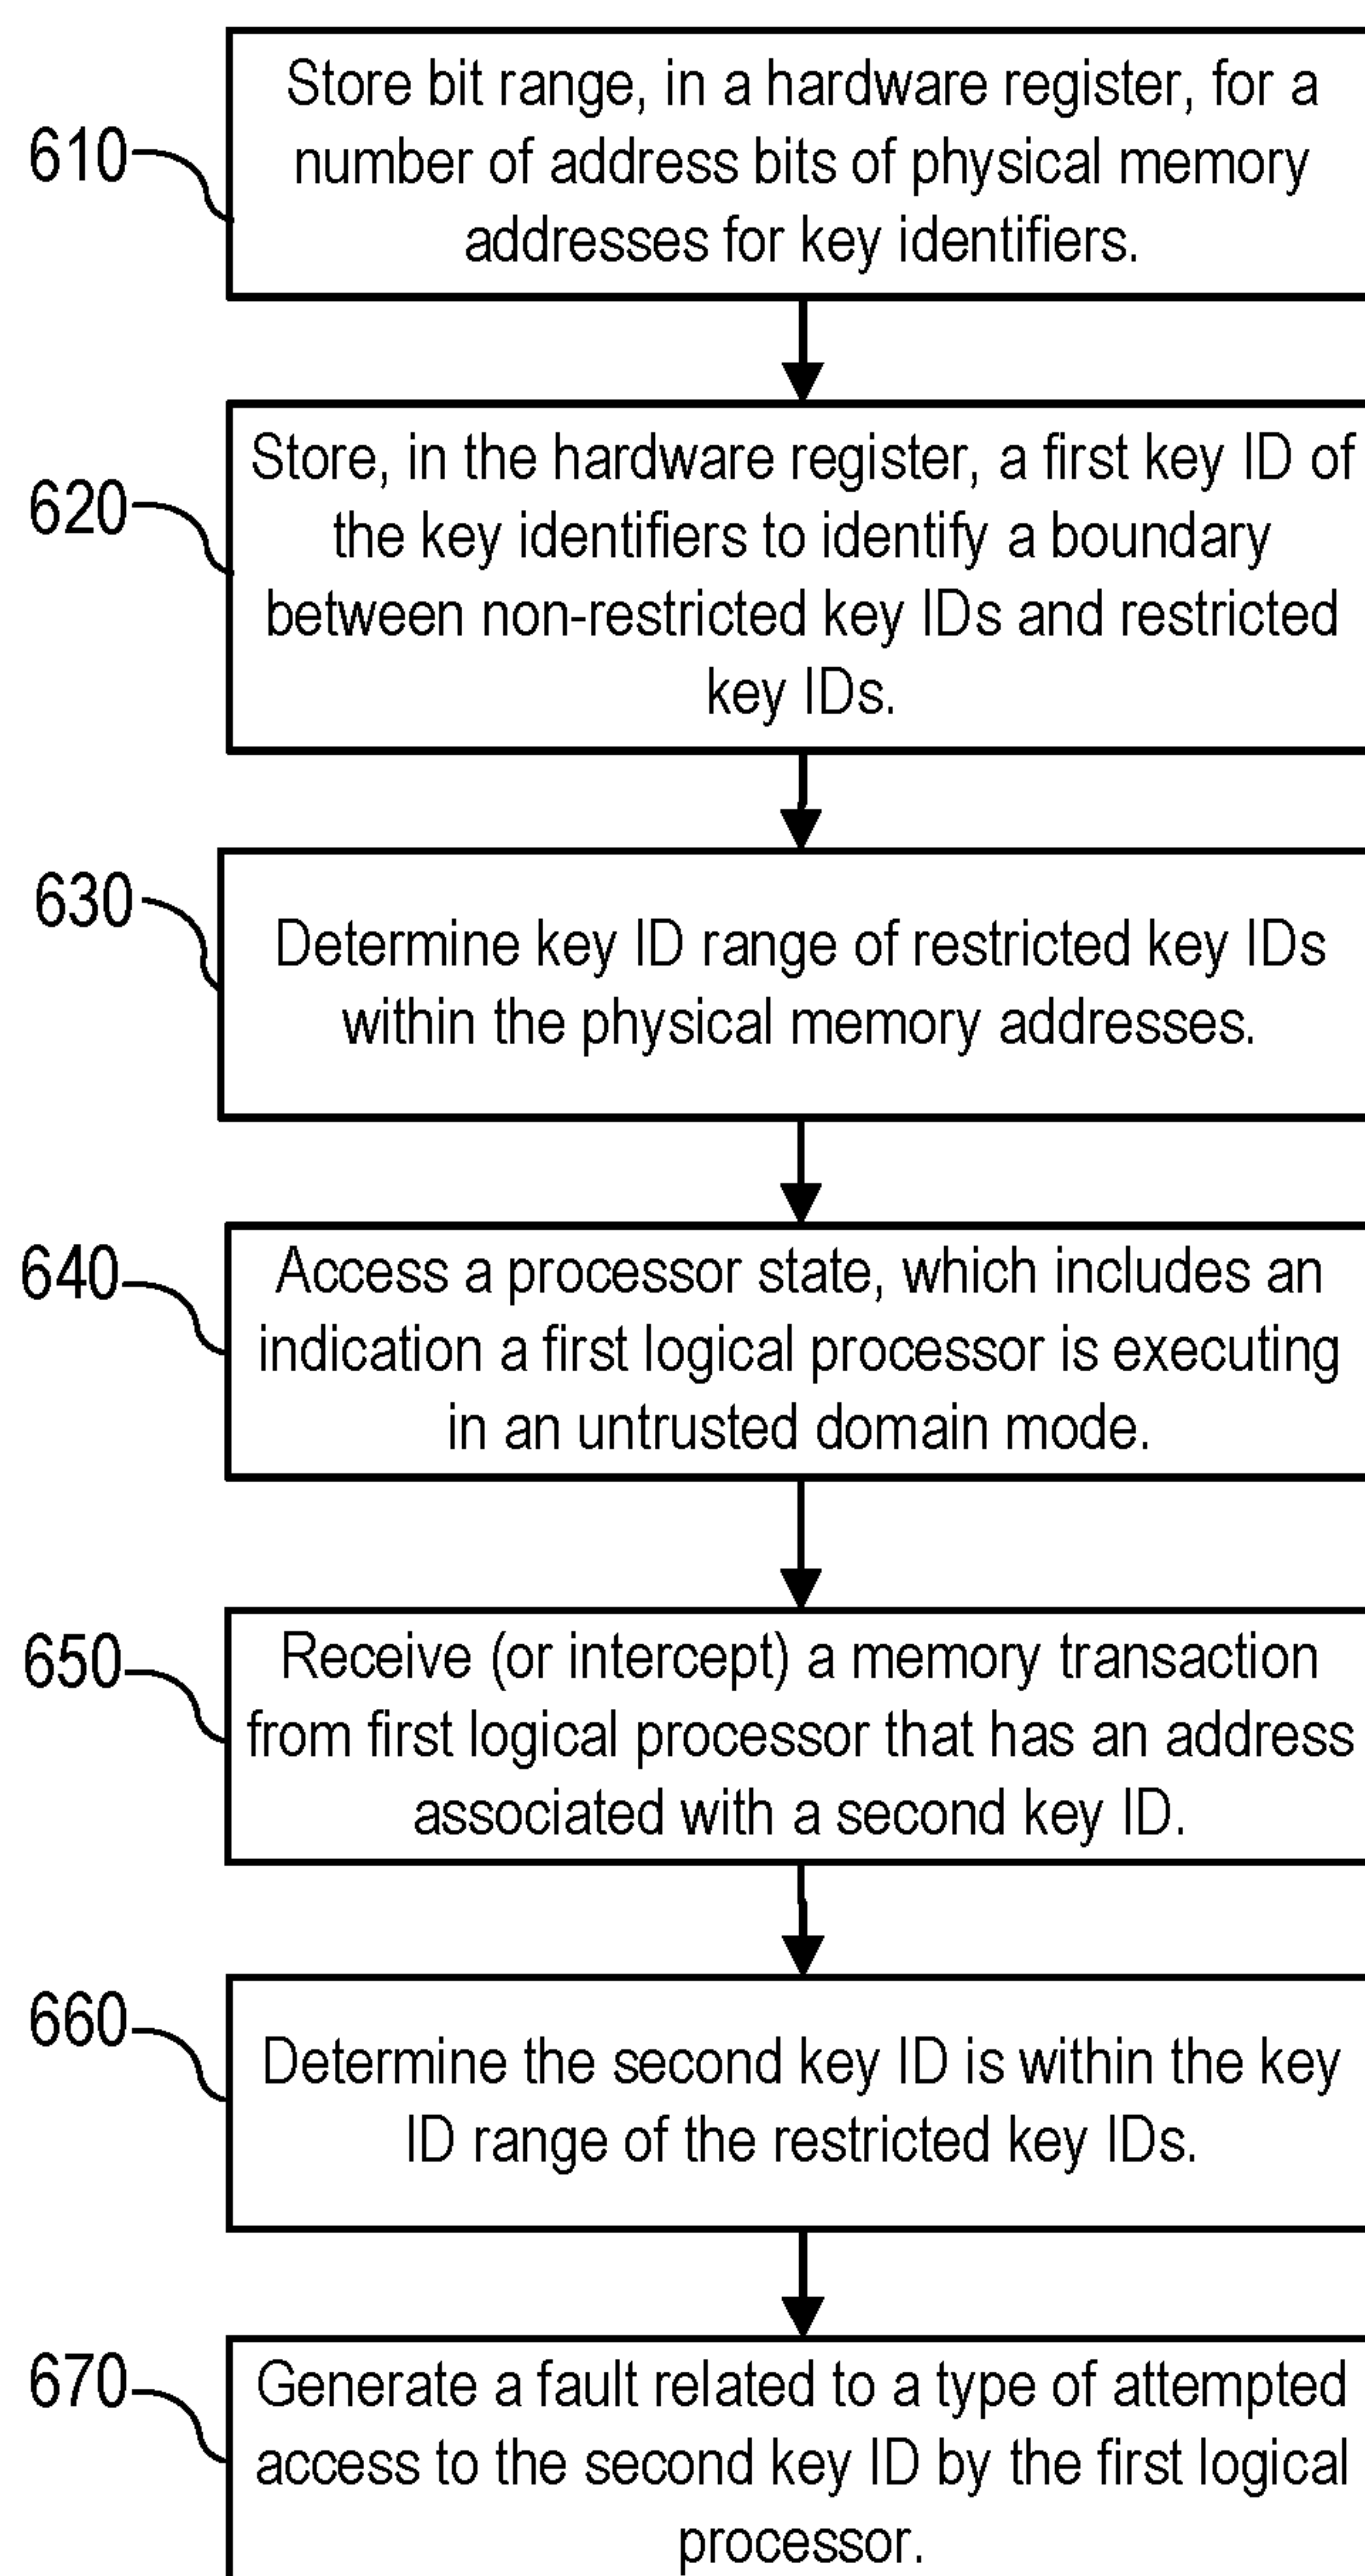 610
Store bit range, in a hardware register, for a
number of address bits of physical memory
addresses for key identifiers.
620
Store, in the hardware register, a first key ID of
the key identifiers to identify a boundary
between non-restricted key IDs and restricted
key IDs.
630
Determine key ID range of restricted key IDs
within the physical memory addresses.
640
Access a processor state, which includes an
indication a first logical processor is executing
in an untrusted domain mode.
650
Receive (or intercept) a memory transaction
from first logical processor that has an address
associated with a second key ID.
660
Determine the second key ID is within the key
ID range of the restricted key IDs.
670
Generate a fault related to a type of attempted
access to the second key ID by the first logical
processor.